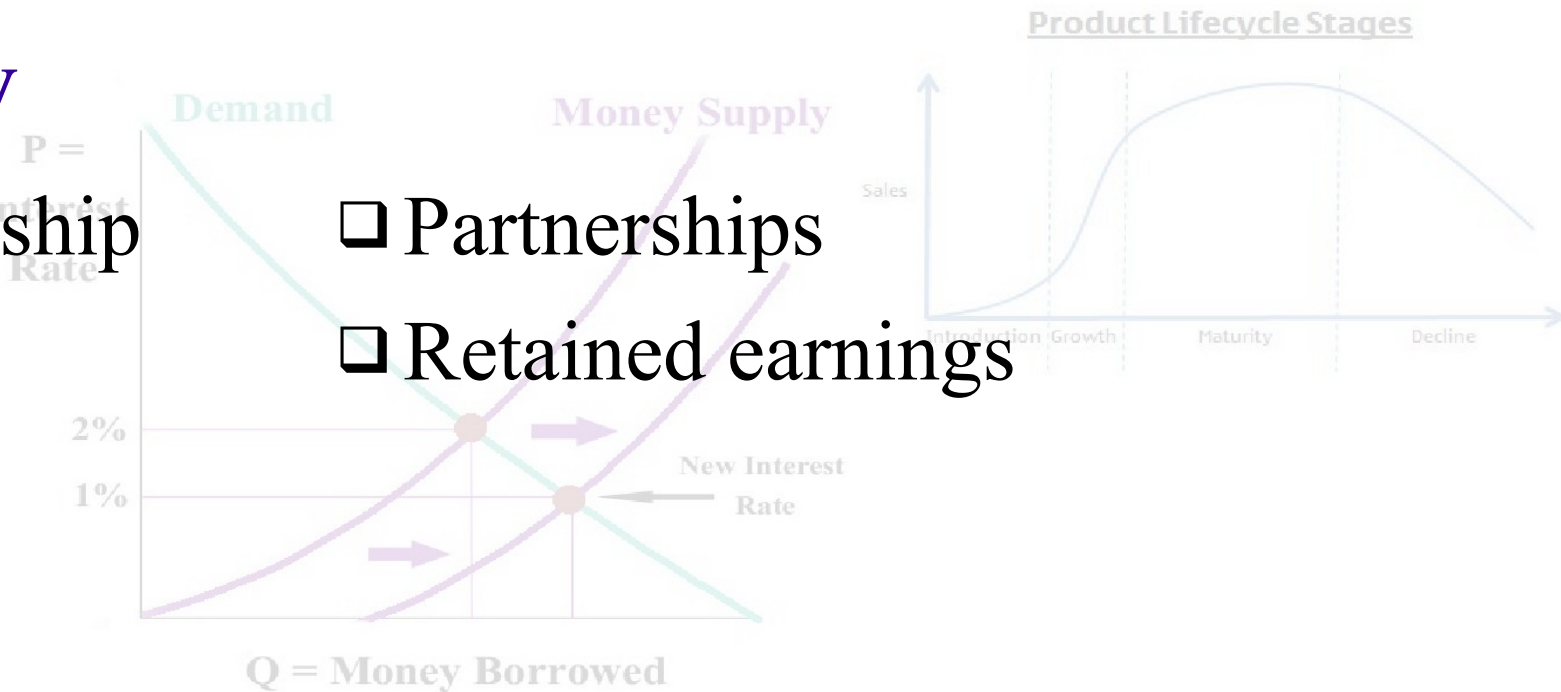 Product Lifecycle Stages
y
Demand
Money Supply
P =
Interest
Rate
ship
❑ Partnerships
Sales
❑ Retained earnings
Introduction
Growth
Maturity
Decline
2%
1%
New Interest
Rate
Q = Money Borrowed